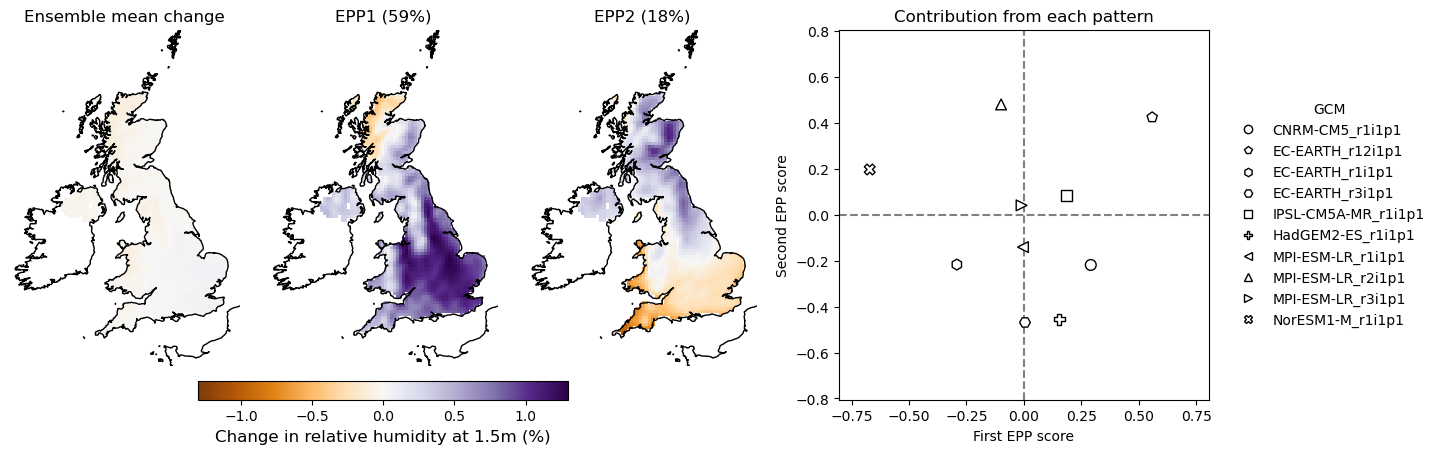 Ensemble mean change
EPP1 (59%)
EPP2 (18%)
−1.0
−0.5
0.0
0.5
1.0
Change in relative humidity at 1.5m (%)
Contribution from each pattern
Second EPP score
0.8
0.6
0.4
0.2
0.0
−0.2
−0.4
−0.6
−0.8
−0.75
−0.50
−0.25
0.00
0.25
0.50
0.75
First EPP score
GCM
CNRM-CM5_r1i1p1
EC-EARTH_r12i1p1
EC-EARTH_r1i1p1
EC-EARTH_r3i1p1
IPSL-CM5A-MR_r1i1p1
HadGEM2-ES_r1i1p1
MPI-ESM-LR_r1i1p1
MPI-ESM-LR_r2i1p1
MPI-ESM-LR_r3i1p1
NorESM1-M_r1i1p1